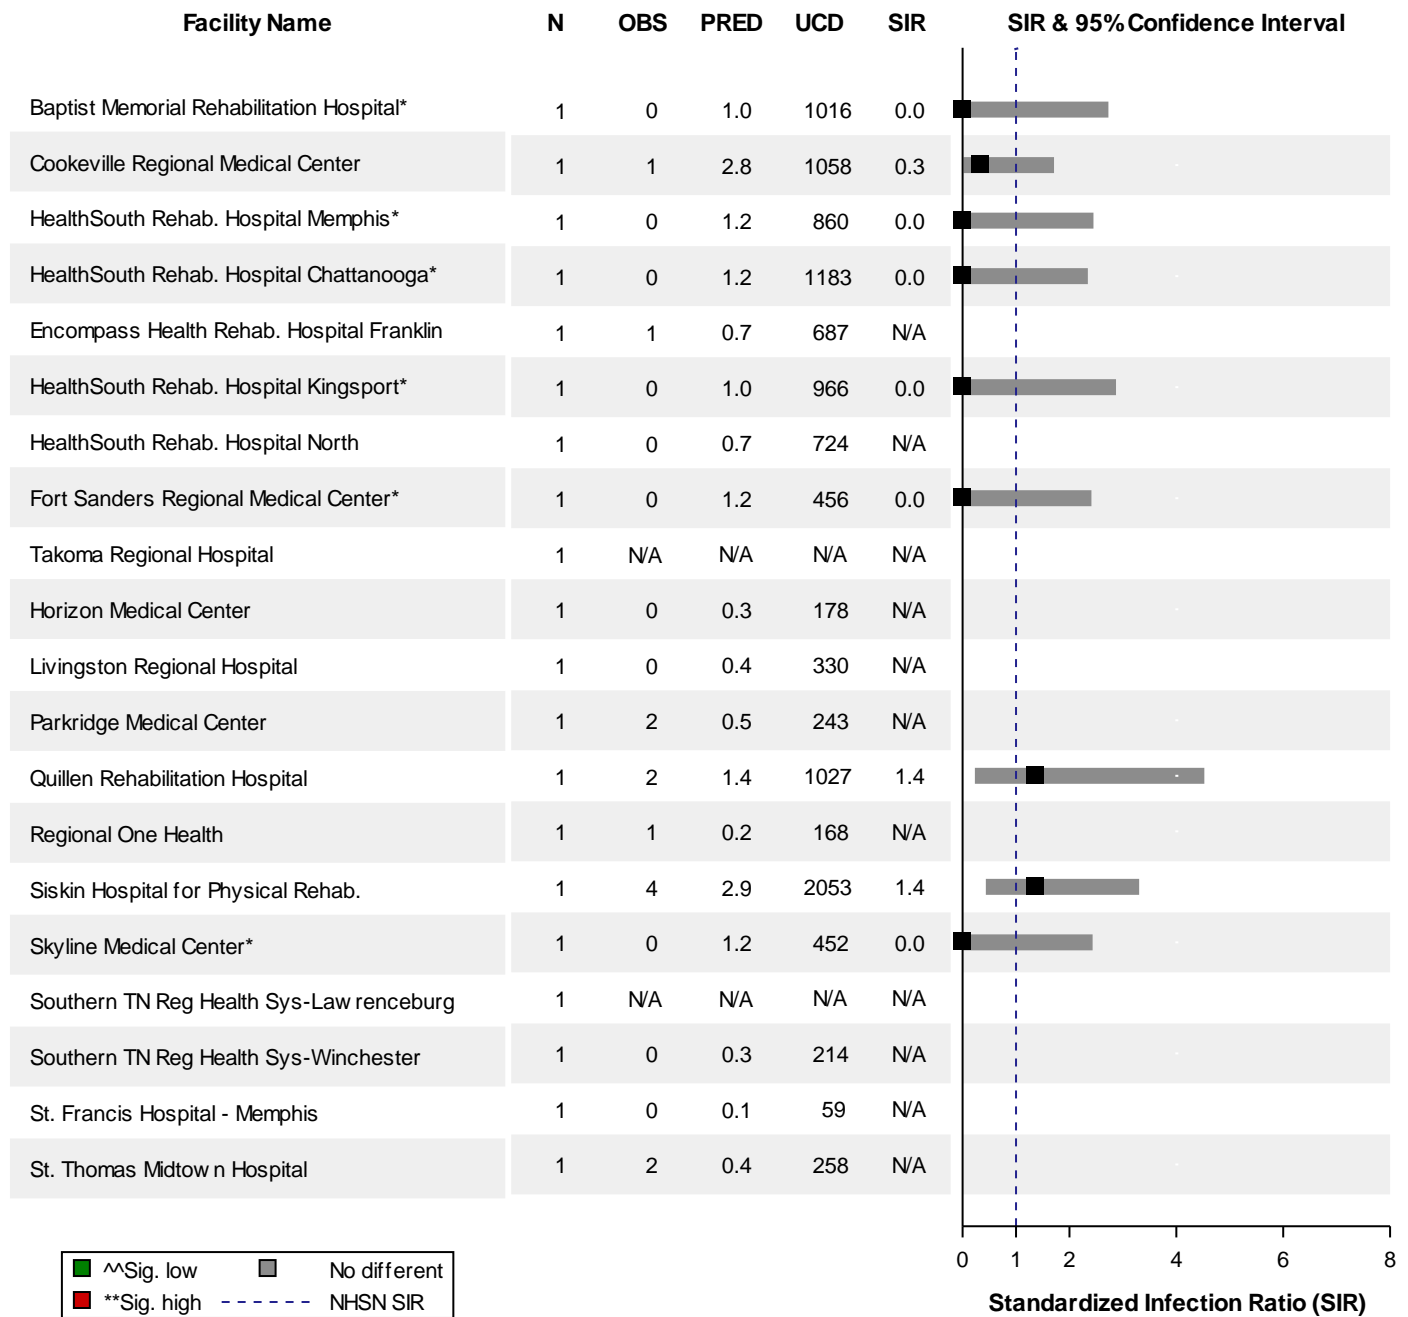 Facility Name N OBS PRED UCD SIR SIR & 95% Confidence Interval
Baptist Memorial Rehabilitation Hospital* 1 0 1.0 1016 0.0
Cookeville Regional Medical Center 1 1 2.8 1058 0.3
HealthSouth Rehab. Hospital Memphis* 1 0 1.2 860 0.0
HealthSouth Rehab. Hospital Chattanooga* 1 0 1.2 1183 0.0
Encompass Health Rehab. Hospital Franklin 1 1 0.7 687 N/A
HealthSouth Rehab. Hospital Kingsport* 1 0 1.0 966 0.0
HealthSouth Rehab. Hospital North 1 0 0.7 724 N/A
Fort Sanders Regional Medical Center* 1 0 1.2 456 0.0
Takoma Regional Hospital 1 N/A N/A N/A N/A
Horizon Medical Center 1 0 0.3 178 N/A
Livingston Regional Hospital 1 0 0.4 330 N/A
Parkridge Medical Center 1 2 0.5 243 N/A
Quillen Rehabilitation Hospital 1 2 1.4 1027 1.4
Regional One Health 1 1 0.2 168 N/A
Siskin Hospital for Physical Rehab. 1 4 2.9 2053 1.4
Skyline Medical Center* 1 0 1.2 452 0.0
Southern TN Reg Health Sys-Lawrenceburg 1 N/A N/A N/A N/A
Southern TN Reg Health Sys-Winchester 1 0 0.3 214 N/A
St. Francis Hospital - Memphis 1 0 0.1 59 N/A
St. Thomas Midtown Hospital 1 2 0.4 258 N/A
0 1 2 4 6 8
Standardized Infection Ratio (SIR)
^^Sig. low No different
**Sig. high NHSN SIR